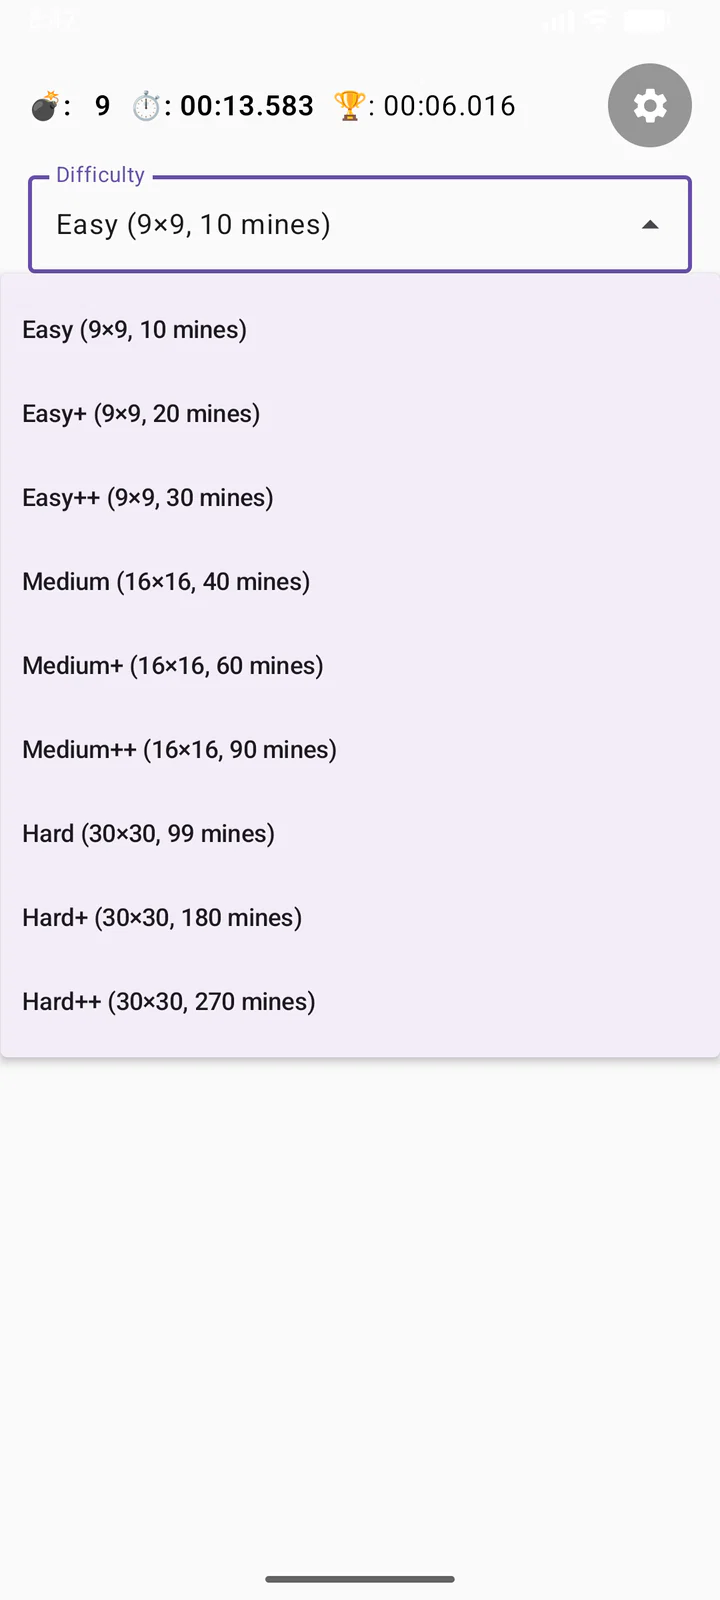 💣: 9 ⏱️: 00:13.583 🏆: 00:06.016
Difficulty
Easy (9×9, 10 mines)
Easy (9×9, 10 mines)
Easy+ (9×9, 20 mines)
Easy++ (9×9, 30 mines)
Medium (16×16, 40 mines)
Medium+ (16×16, 60 mines)
Medium++ (16×16, 90 mines)
Hard (30×30, 99 mines)
Hard+ (30×30, 180 mines)
Hard++ (30×30, 270 mines)